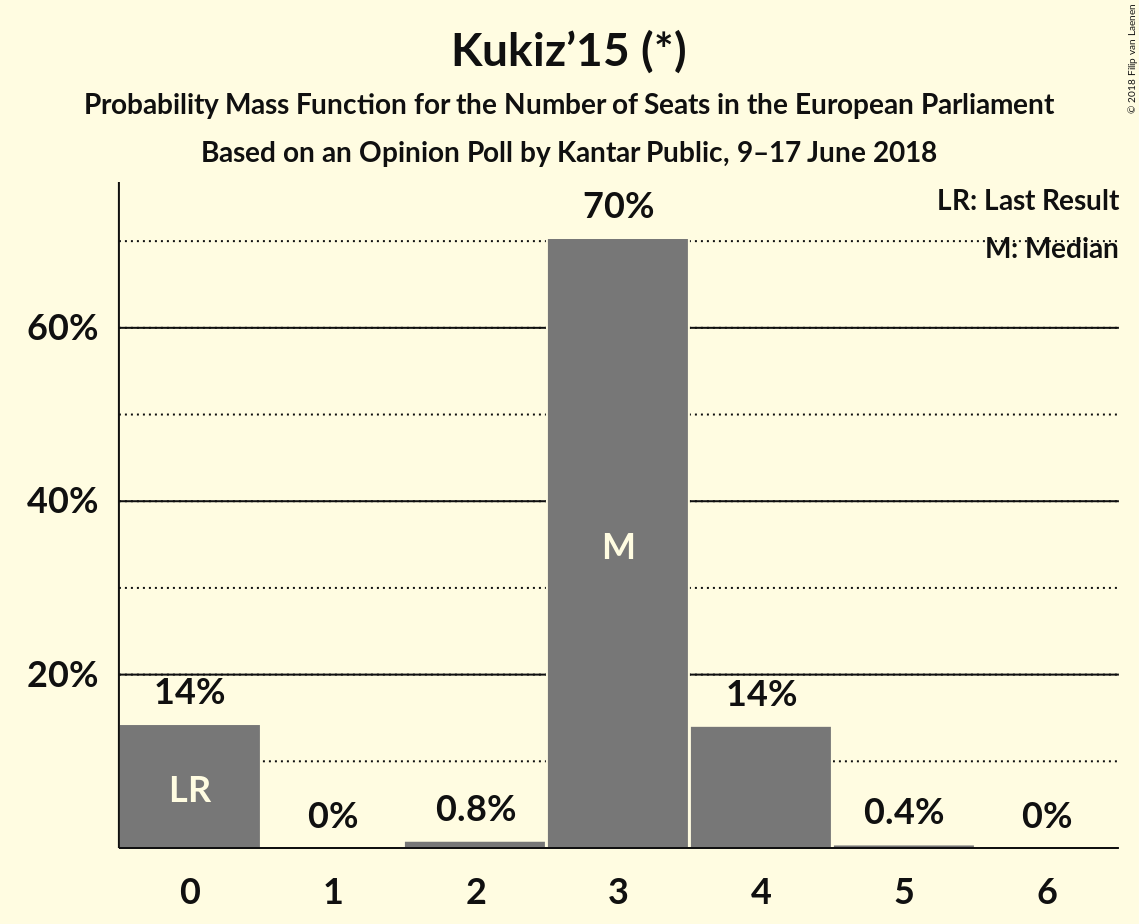 Kukiz’15 (*)
Probability Mass Function for the Number of Seats in the European Parliament
Based on an Opinion Poll by Kantar Public, 9–17 June 2018
© 2018 Filip van Laenen
LR: Last Result
M: Median
70%
60%
40%
20%
M
14%
LR
0%
0.8%
14%
0.4%
0%
0 1 2 3 4 5 6